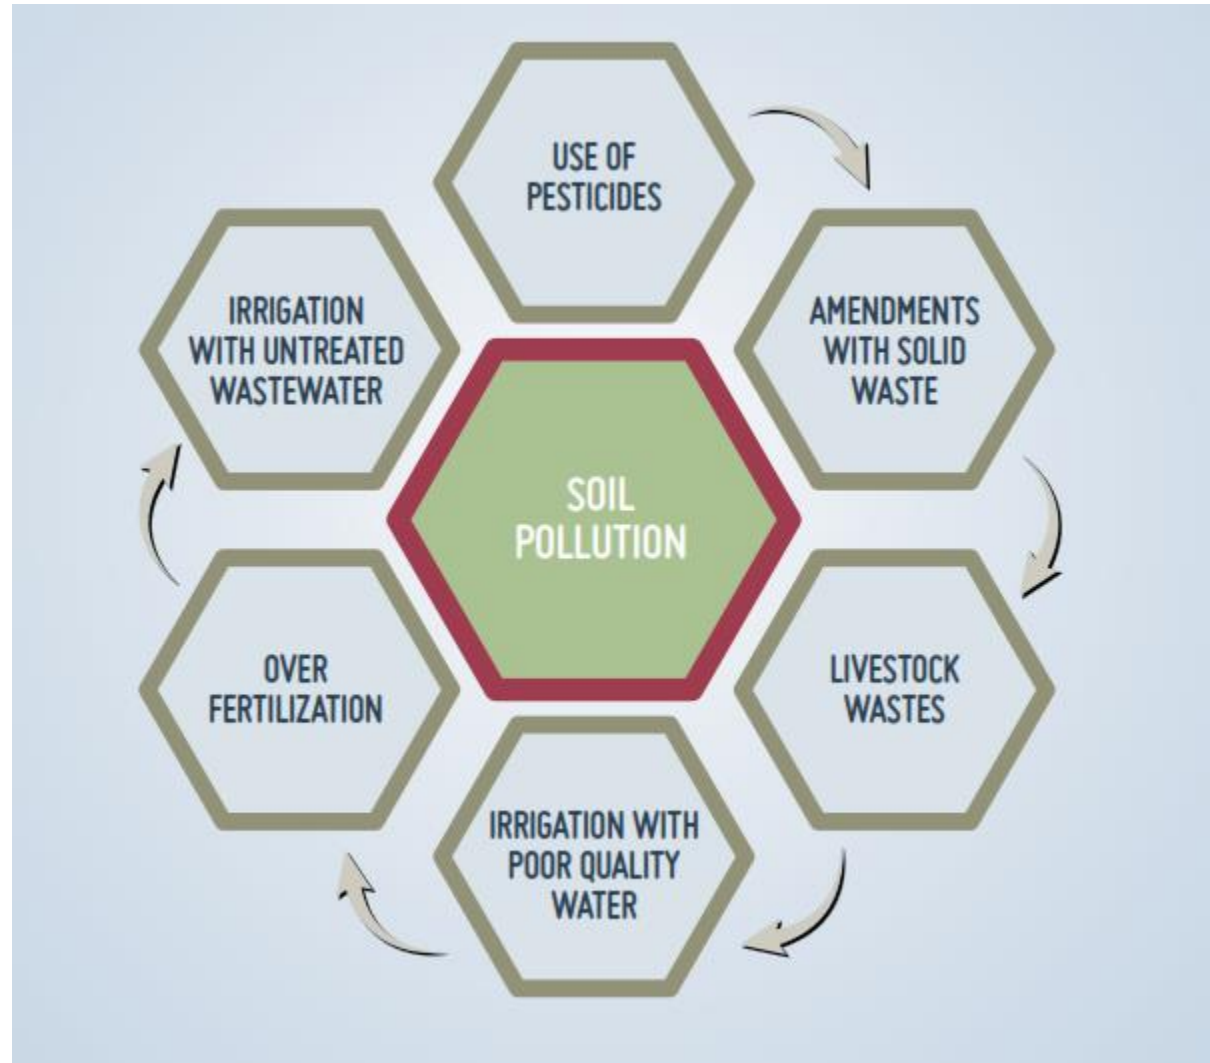 USE OF
PESTICIDES
AMENDMENTS
WITH SOLID
WASTE
LIVESTOCK
WASTES
IRRIGATION WITH
POOR QUALITY
WATER
OVER
FERTILIZATION
IRRIGATION
WITH UNTREATED
WASTEWATER
SOIL
POLLUTION